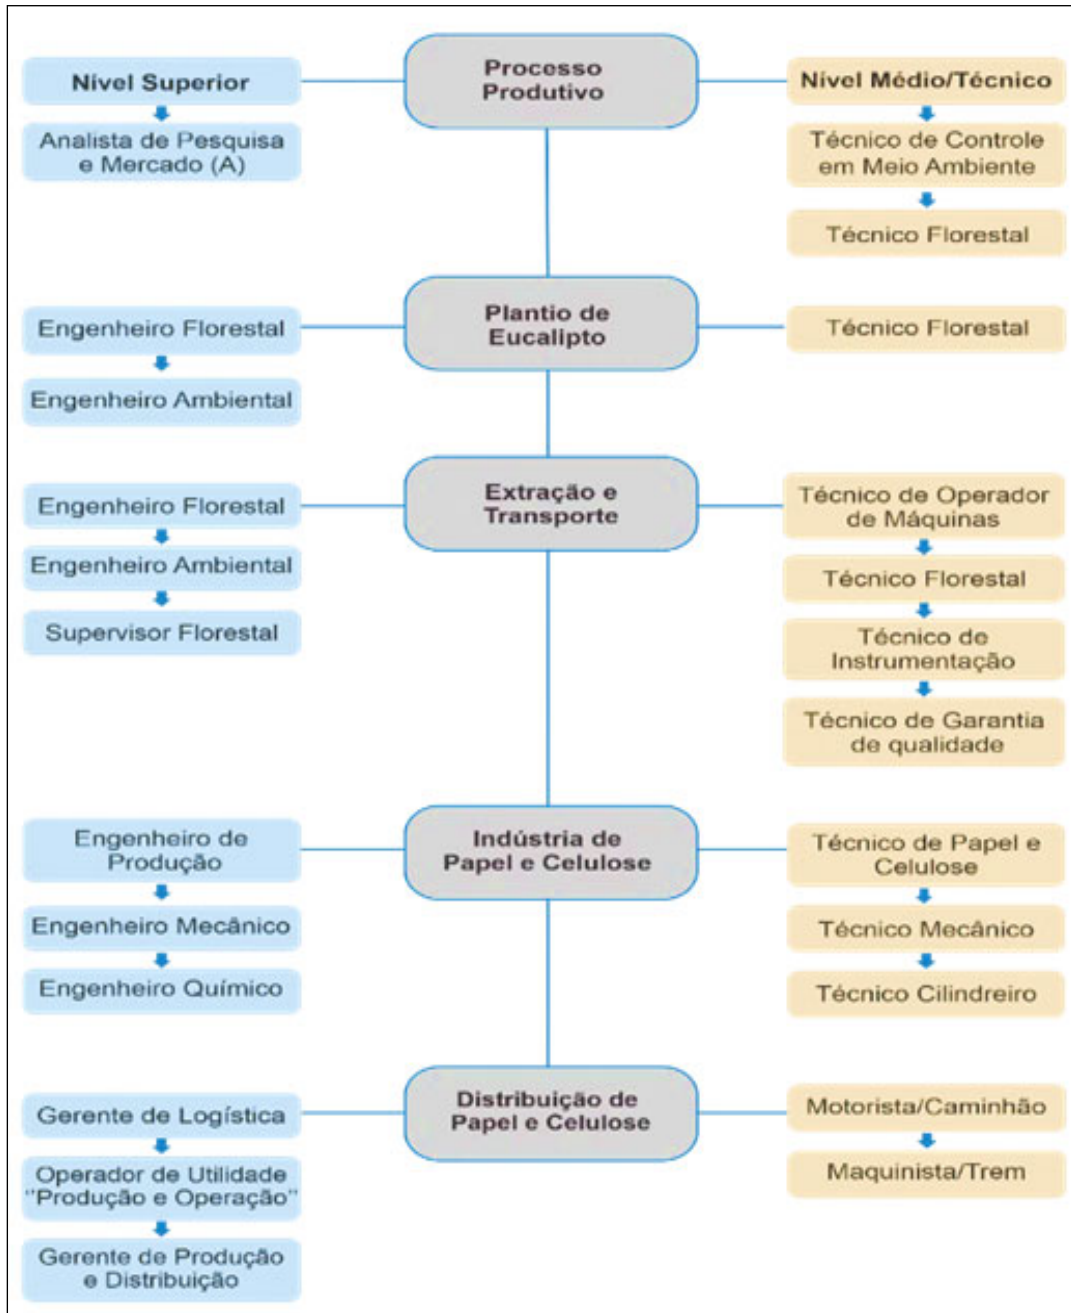 Nível Superior
Analista de Pesquisa
e Mercado (A)
Processo
Produtivo
Nível Médio/Técnico
Técnico de Controle
em Meio Ambiente
Técnico Florestal
Engenheiro Florestal
Engenheiro Ambiental
Plantio de
Eucalipto
Técnico Florestal
Engenheiro Florestal
Engenheiro Ambiental
Supervisor Florestal
Extração e
Transporte
Técnico de Operador
de Máquinas
Técnico Florestal
Técnico de
Instrumentação
Técnico de Garantia
de qualidade
Engenheiro de
Produção
Engenheiro Mecânico
Engenheiro Químico
Indústria de
Papel e Celulose
Técnico de Papel e
Celulose
Técnico Mecânico
Técnico Cilindreiro
Gerente de Logística
Operador de Utilidade
"Produção e Operação"
Gerente de Produção
e Distribuição
Distribuição de
Papel e Celulose
Motorista/Caminhão
Maquinista/Trem